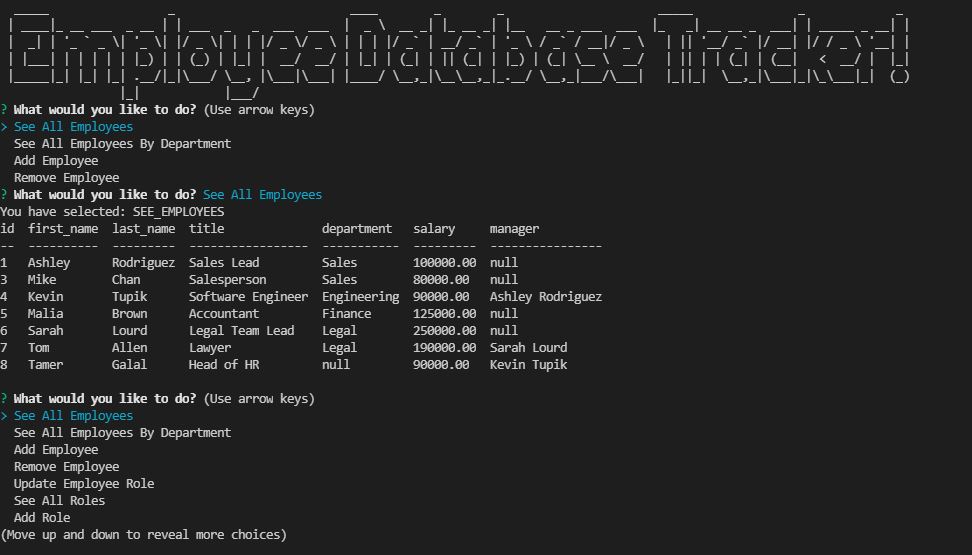 Employee Database Tracker !
? What would you like to do? (Use arrow keys)
> See All Employees
  See All Employees By Department
  Add Employee
  Remove Employee
? What would you like to do? See All Employees
You have selected: SEE_EMPLOYEES
id  first_name  last_name  title              department   salary     manager
--  ----------  ---------  -----------------  -----------  ---------  ----------------
1   Ashley      Rodriguez  Sales Lead         Sales        100000.00  null
3   Mike        Chan       Salesperson        Sales        80000.00   null
4   Kevin       Tupik      Software Engineer  Engineering  90000.00   Ashley Rodriguez
5   Malia       Brown      Accountant         Finance      125000.00  null
6   Sarah       Lourd      Legal Team Lead    Legal        250000.00  null
7   Tom         Allen      Lawyer             Legal        190000.00  Sarah Lourd
8   Tamer       Galal      Head of HR         null         90000.00   Kevin Tupik
? What would you like to do? (Use arrow keys)
> See All Employees
  See All Employees By Department
  Add Employee
  Remove Employee
  Update Employee Role
  See All Roles
  Add Role
(Move up and down to reveal more choices)